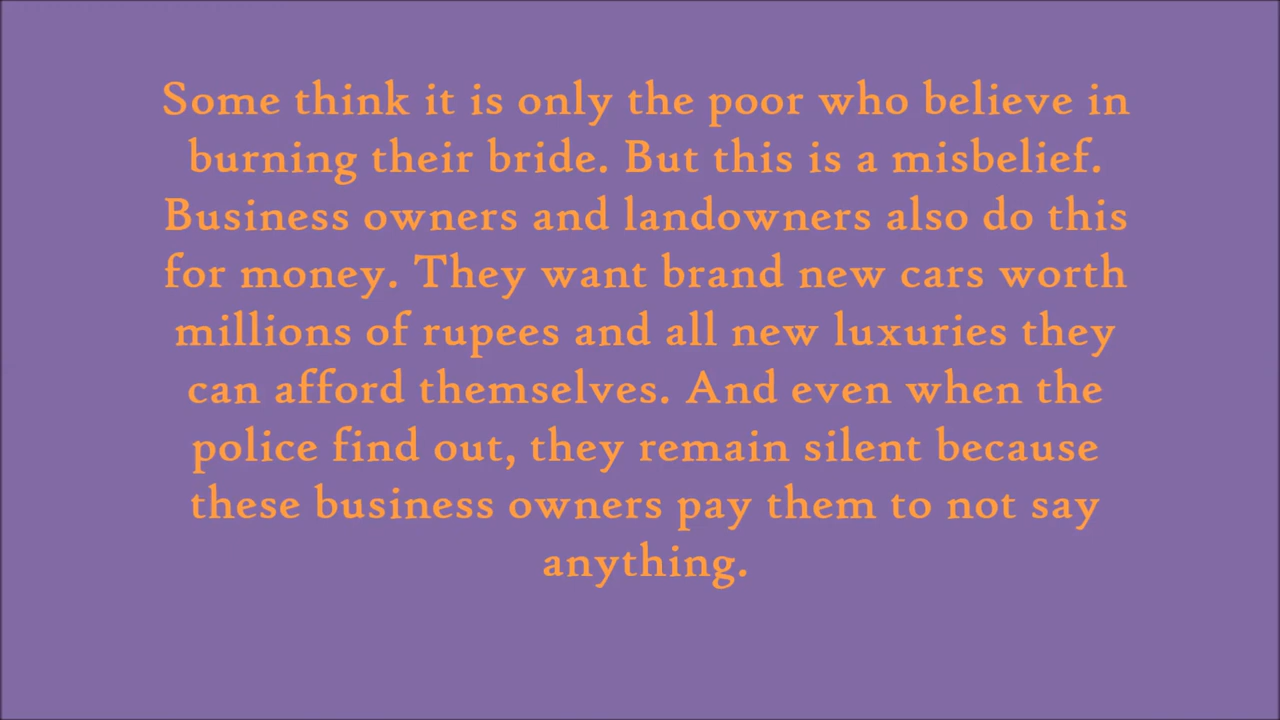 Some think it is only the poor who believe in
burning their bride. But this is a misbelief.
Business owners and landowners also do this
for money. They want brand new cars worth
millions of rupees and all new luxuries they
can afford themselves. And even when the
police find out, they remain silent because
these business owners pay them to not say
anything.